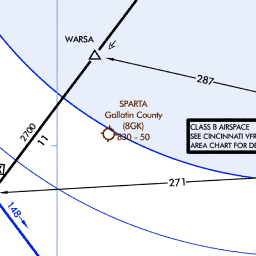 WARSA
287
SPARTA
Gallatin County
(8GK)
830 - 50
CLASS B AIRSPACE
SEE CINCINNATI VFR
AREA CHART FOR DE
2700
11
271
148